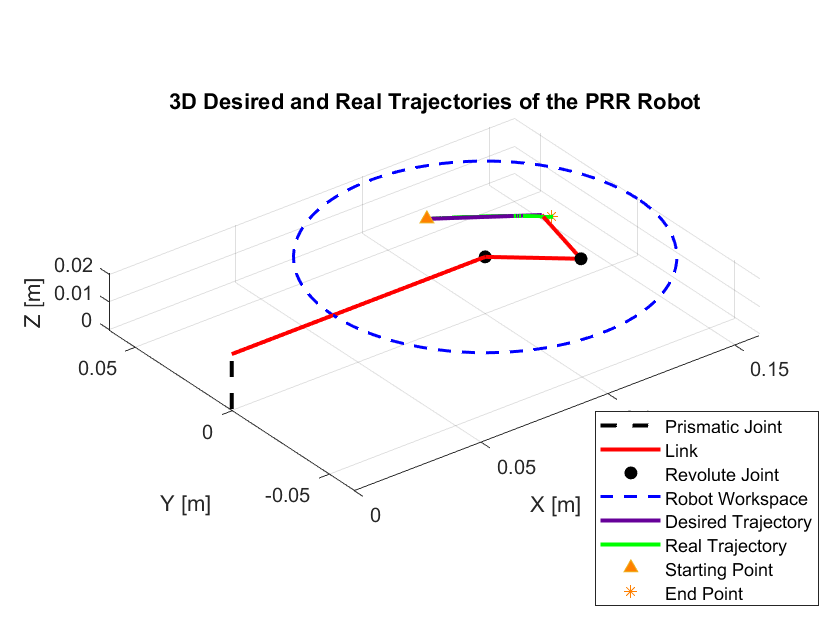 3D Desired and Real Trajectories of the PRR Robot
0.02
0.01
0
Z [m]
0.05
0
-0.05
Y [m]
0
0.05
0.15
X [m]
Prismatic Joint
Link
Revolute Joint
Robot Workspace
Desired Trajectory
Real Trajectory
Starting Point
End Point